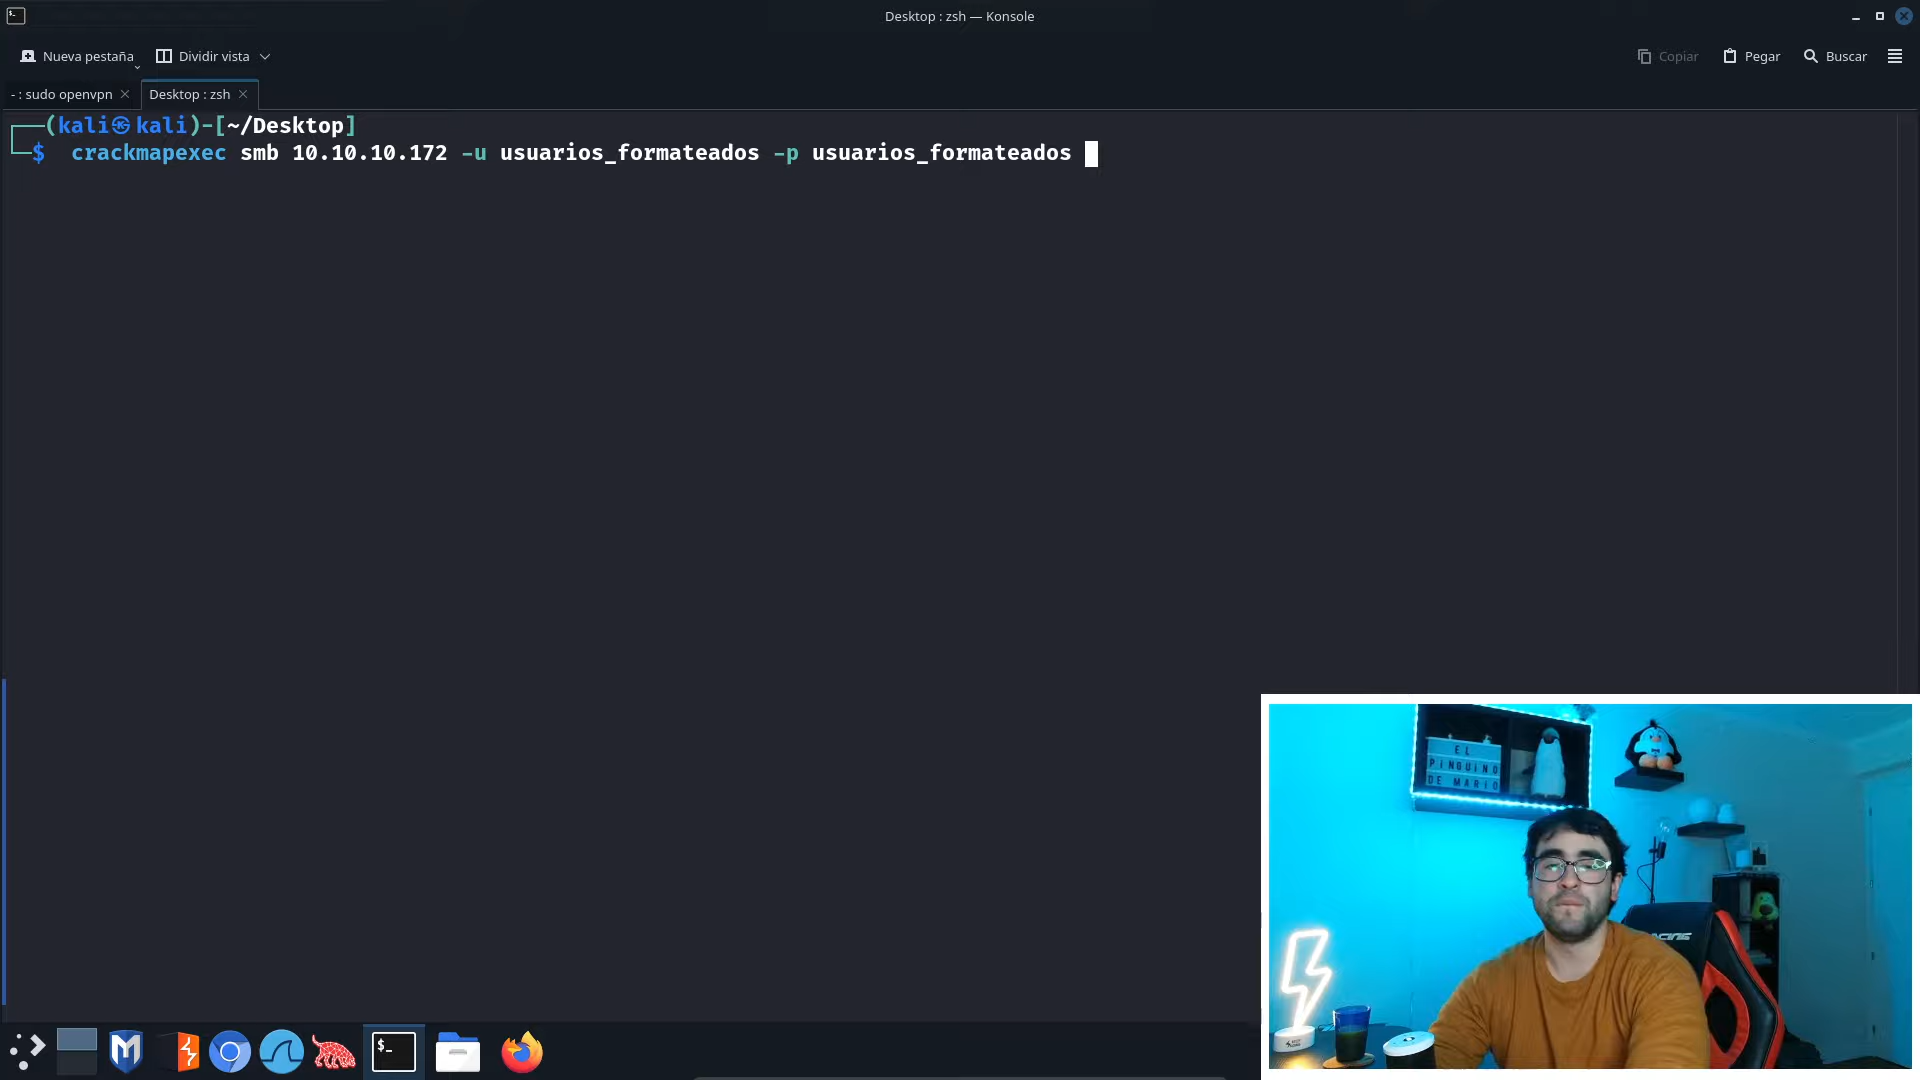 Desktop : zsh — Konsole
Nueva pestaña
Dividir vista
Copiar
Pegar
Buscar
- : sudo openvpn
Desktop : zsh
(kali㉿kali)-[~/Desktop]
$ crackmapexec smb 10.10.10.172 -u usuarios_formateados -p usuarios_formateados
EL
PINGUINO
DE MARIO